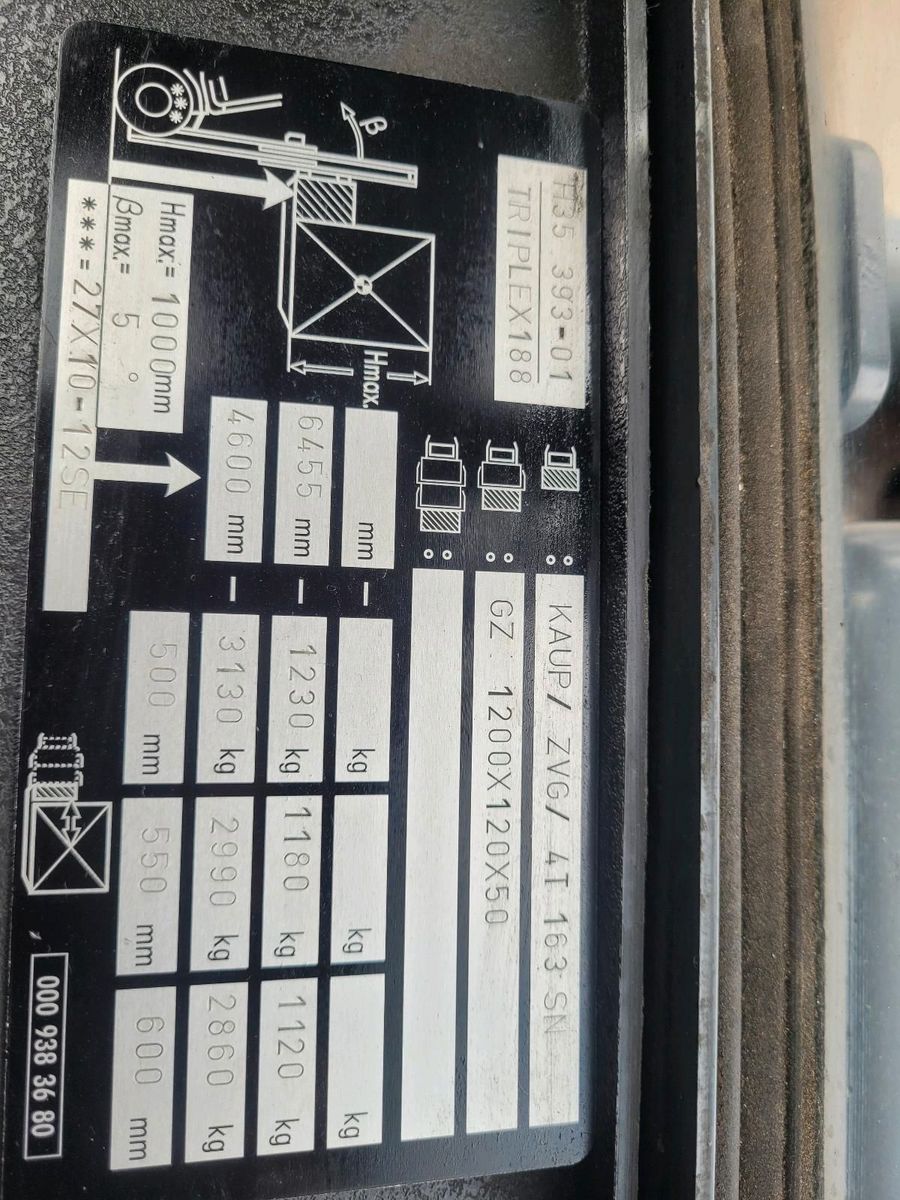 H35 393-01
TRIPLEX188
KAUP/ ZVG/ 4T 163 SN
GZ 1200X120X50
β
Hmax.
mm – kg kg kg
6455 mm – 1230 kg 1180 kg 1120 kg
4600 mm – 3130 kg 2990 kg 2860 kg
Hmax.= 1000mm
βmax.= 5 °
500 mm 550 mm 600 mm
***=27X10-12SE
000 938 36 80